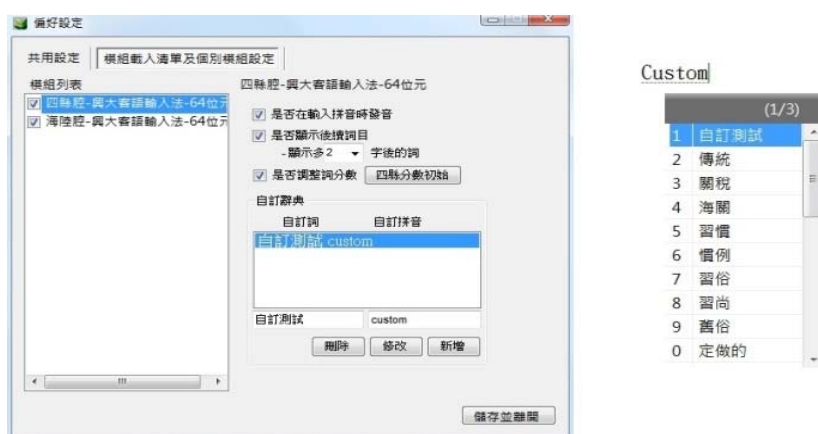 偏好設定
共用設定 模組載入清單及個別模組設定
模組列表
四縣腔-興大客語輸入法-64位元
海陸腔-興大客語輸入法-64位元
四縣腔-興大客語輸入法-64位元
是否在輸入拼音時發音
是否顯示後續詞目
-顯示多2 字後的詞
是否調整詞分數 四縣分數初始
自訂辭典
自訂詞 自訂拼音
自訂測試 custom
自訂測試 custom
刪除 修改 新增
儲存並離開
Custom
(1/3)
1 自訂測試
2 傳統
3 關稅
4 海關
5 習慣
6 慣例
7 習俗
8 習尚
9 舊俗
0 定做的